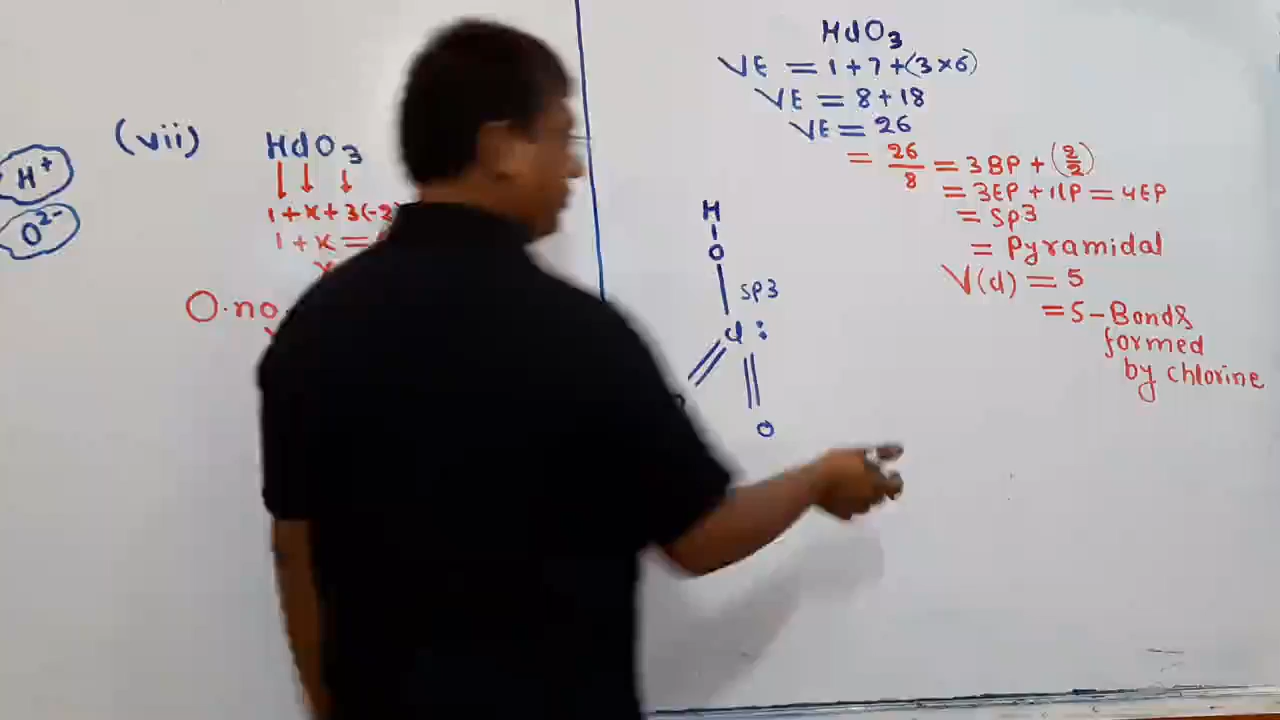 (vii) HClO3
H+
1+x+3(-2)
O2-
1+x=
x
O.no.
HClO3
VE = 1+7+(3×6)
VE = 8+18
VE = 26
= 26/8 = 3BP + (2/2)
= 3EP + 1LP = 4EP
= SP3
= Pyramidal
V(Cl) = 5
= 5-Bonds
formed
by chlorine
H
O
SP3
Cl:
O